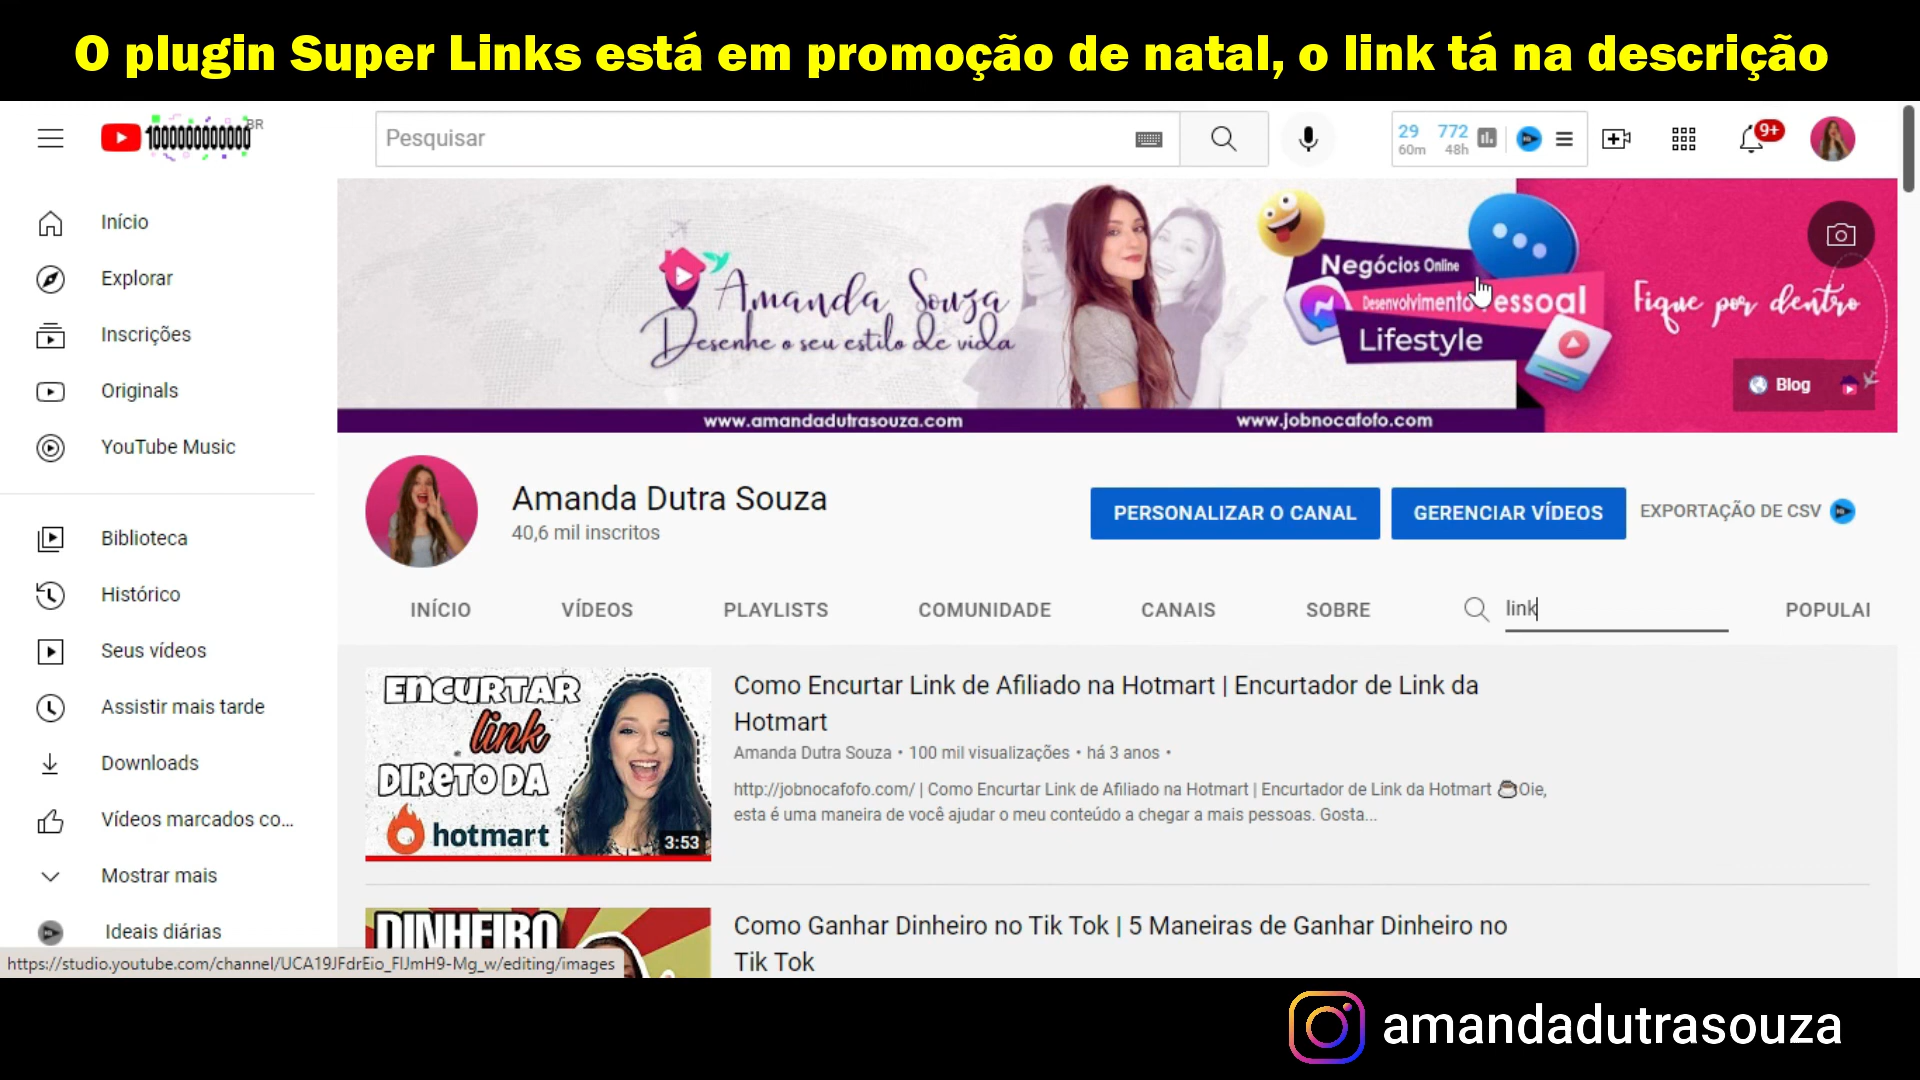 O plugin Super Links está em promoção de natal, o link tá na descrição
1000000000000 BR
Pesquisar
29 60m
772 48h
9+
Início
Explorar
Inscrições
Originals
YouTube Music
Biblioteca
Histórico
Seus vídeos
Assistir mais tarde
Downloads
Vídeos marcados co...
Mostrar mais
Ideais diárias
Amanda Souza
Desenhe o seu estilo de vida
Negócios Online
Desenvolvimento essoal
Lifestyle
Fique por dentro
Blog
www.amandadutrasouza.com
www.jobnocafofo.com
Amanda Dutra Souza
40,6 mil inscritos
PERSONALIZAR O CANAL
GERENCIAR VÍDEOS
EXPORTAÇÃO DE CSV
INÍCIO
VÍDEOS
PLAYLISTS
COMUNIDADE
CANAIS
SOBRE
link
POPULAI
ENCURTAR
link
DIRETO DA
hotmart
3:53
Como Encurtar Link de Afiliado na Hotmart | Encurtador de Link da
Hotmart
Amanda Dutra Souza • 100 mil visualizações • há 3 anos •
http://jobnocafofo.com/ | Como Encurtar Link de Afiliado na Hotmart | Encurtador de Link da Hotmart ☕Oie,
esta é uma maneira de você ajudar o meu conteúdo a chegar a mais pessoas. Gosta...
DINHEIRO
Como Ganhar Dinheiro no Tik Tok | 5 Maneiras de Ganhar Dinheiro no
Tik Tok
https://studio.youtube.com/channel/UCA19JFdrEio_FlJmH9-Mg_w/editing/images
amandadutrasouza